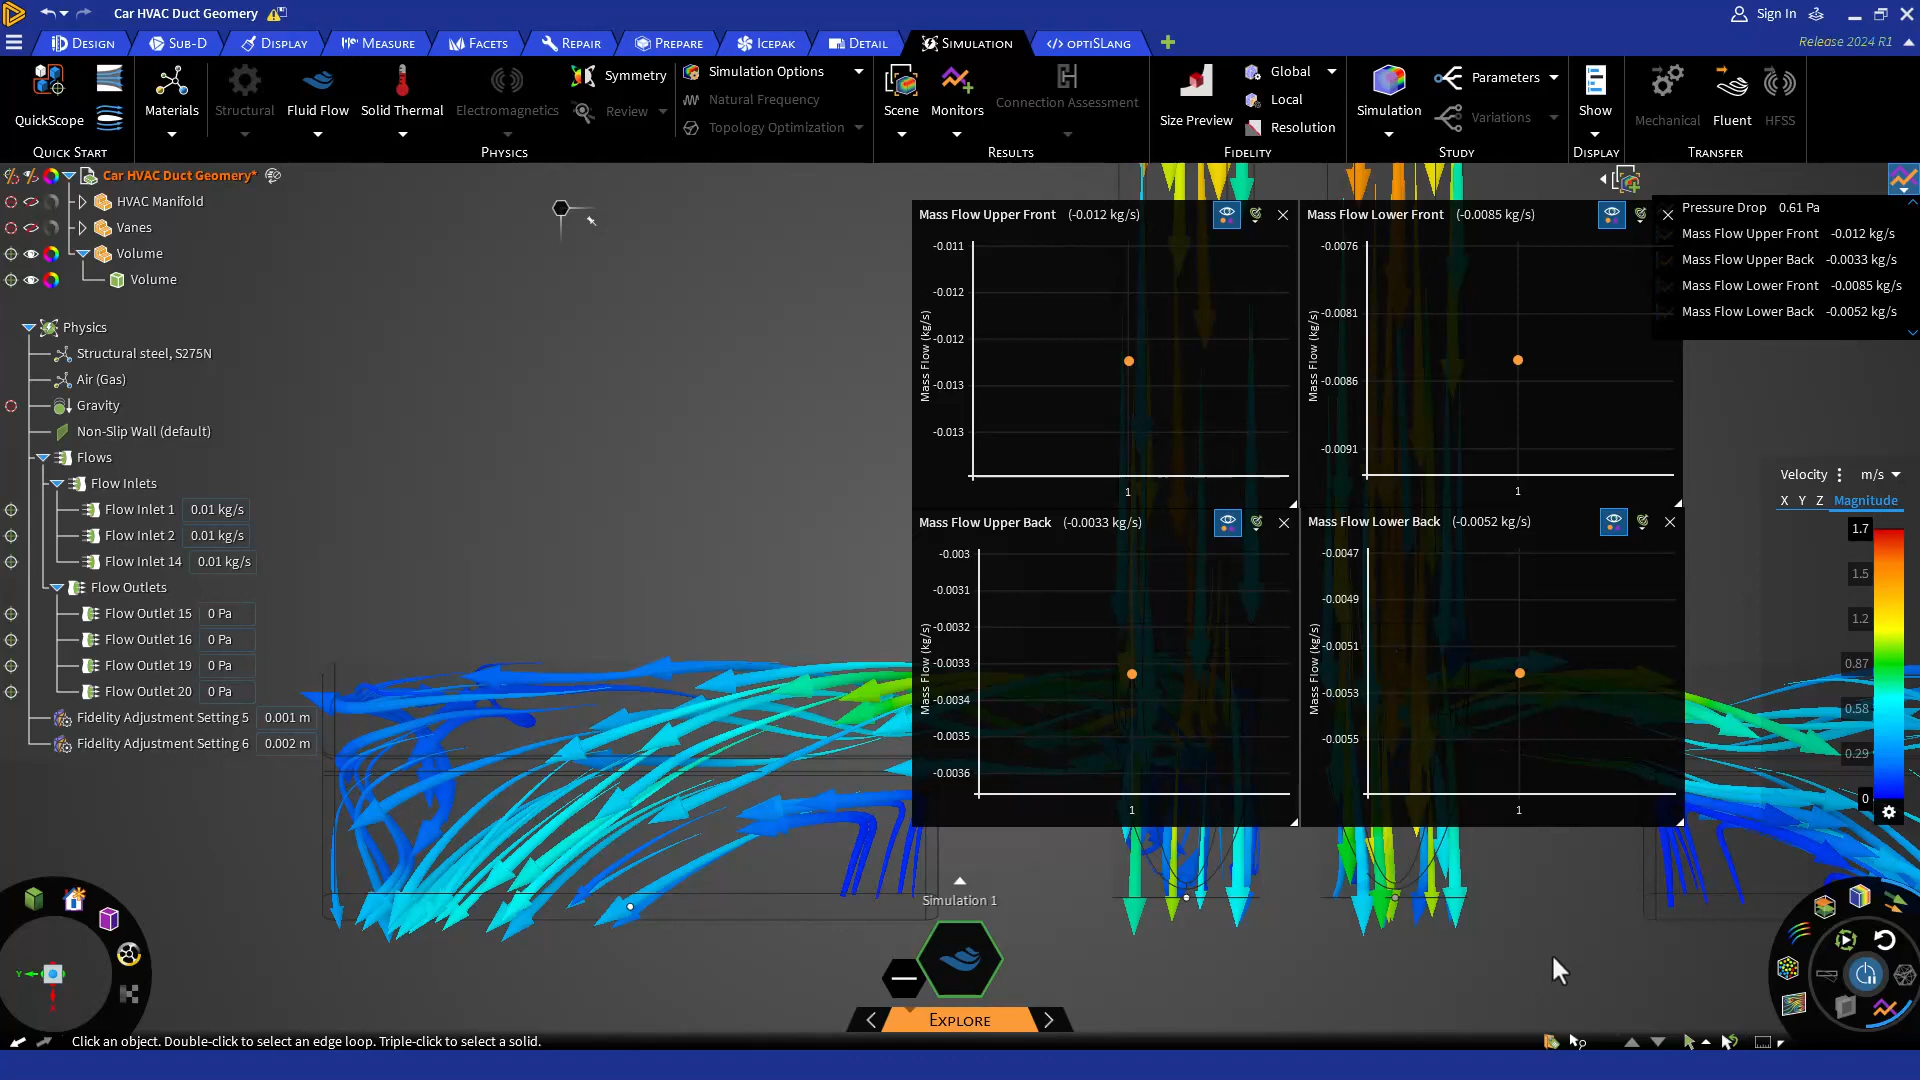 Car HVAC Duct Geomery
Sign In
Design
Sub-D
Display
Measure
Facets
Repair
Prepare
Icepak
Detail
Simulation
optiSLang
Release 2024 R1
QuickScope
Materials
Structural
Fluid Flow
Solid Thermal
Electromagnetics
Symmetry
Review
Simulation Options
Natural Frequency
Topology Optimization
Scene
Monitors
Connection Assessment
Size Preview
Global
Local
Resolution
Simulation
Parameters
Variations
Show
Mechanical
Fluent
HFSS
Quick Start
Physics
Results
Fidelity
Study
Display
Transfer
Car HVAC Duct Geomery*
HVAC Manifold
Vanes
Volume
Volume
Physics
Structural steel, S275N
Air (Gas)
Gravity
Non-Slip Wall (default)
Flows
Flow Inlets
Flow Inlet 1 0.01 kg/s
Flow Inlet 2 0.01 kg/s
Flow Inlet 14 0.01 kg/s
Flow Outlets
Flow Outlet 15 0 Pa
Flow Outlet 16 0 Pa
Flow Outlet 19 0 Pa
Flow Outlet 20 0 Pa
Fidelity Adjustment Setting 5 0.001 m
Fidelity Adjustment Setting 6 0.002 m
Mass Flow Upper Front (-0.012 kg/s)
-0.011
-0.012
-0.012
-0.013
-0.013
Mass Flow (kg/s)
1
Mass Flow Lower Front (-0.0085 kg/s)
-0.0076
-0.0081
-0.0086
-0.0091
Mass Flow (kg/s)
1
Mass Flow Upper Back (-0.0033 kg/s)
-0.003
-0.0031
-0.0032
-0.0033
-0.0034
-0.0035
-0.0036
Mass Flow (kg/s)
1
Mass Flow Lower Back (-0.0052 kg/s)
-0.0047
-0.0049
-0.0051
-0.0053
-0.0055
Mass Flow (kg/s)
1
Pressure Drop 0.61 Pa
Mass Flow Upper Front -0.012 kg/s
Mass Flow Upper Back -0.0033 kg/s
Mass Flow Lower Front -0.0085 kg/s
Mass Flow Lower Back -0.0052 kg/s
Velocity m/s
X Y Z Magnitude
1.7
1.5
1.2
0.87
0.58
0.29
0
Simulation 1
Explore
Y
Click an object. Double-click to select an edge loop. Triple-click to select a solid.